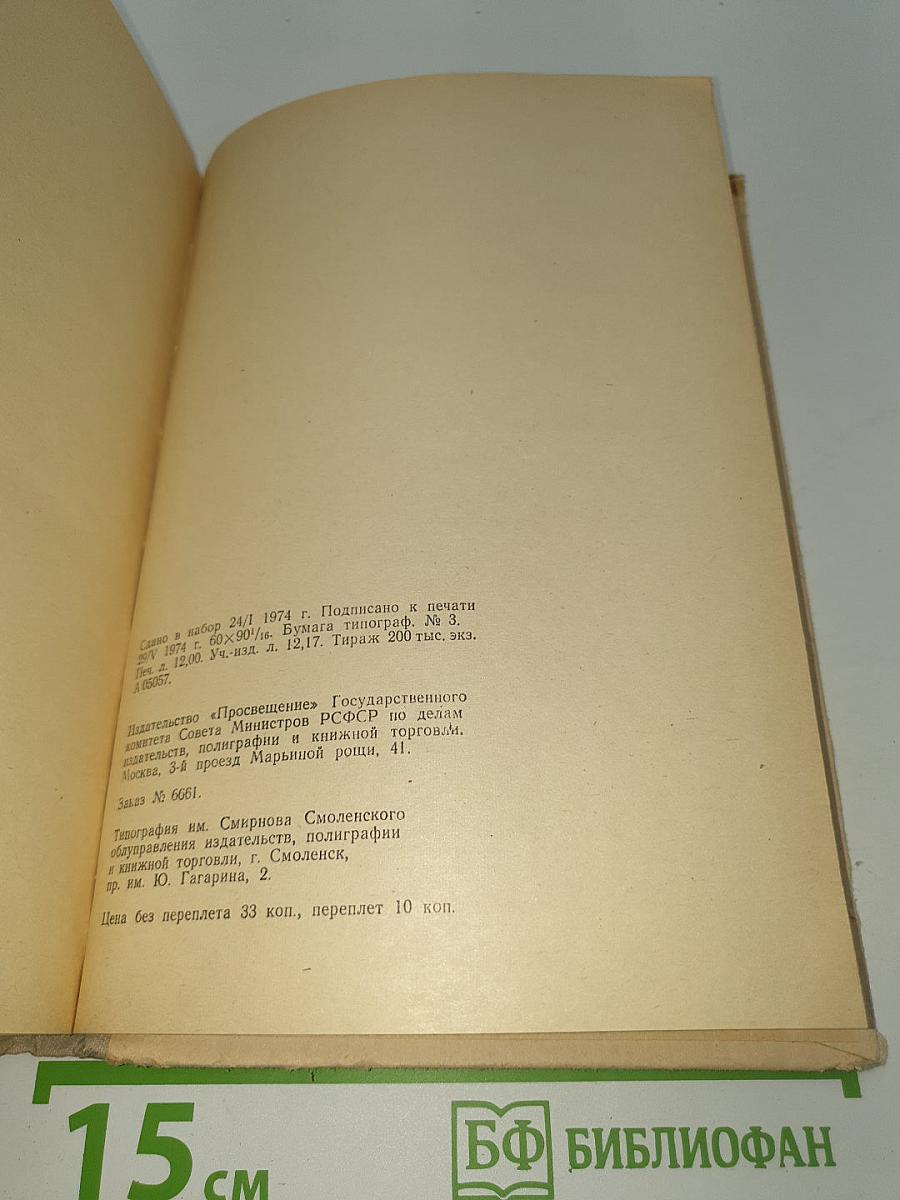 Сдано в набор 24/I 1974 г. Подписано к печати
29/V 1974 г. 60×90¹/₁₆. Бумага типограф. № 3.
Печ. л. 12,00. Уч.-изд. л. 12,17. Тираж 200 тыс. экз.
А 05057.
Издательство «Просвещение» Государственного
комитета Совета Министров РСФСР по делам
издательств, полиграфии и книжной торговли.
Москва, 3-й проезд Марьиной рощи, 41.
Заказ № 6661.
Типография им. Смирнова Смоленского
облуправления издательств, полиграфии
и книжной торговли, г. Смоленск,
пр. им. Ю. Гагарина, 2.
Цена без переплета 33 коп., переплет 10 коп.
15 см
БФ БИБЛИОФАН